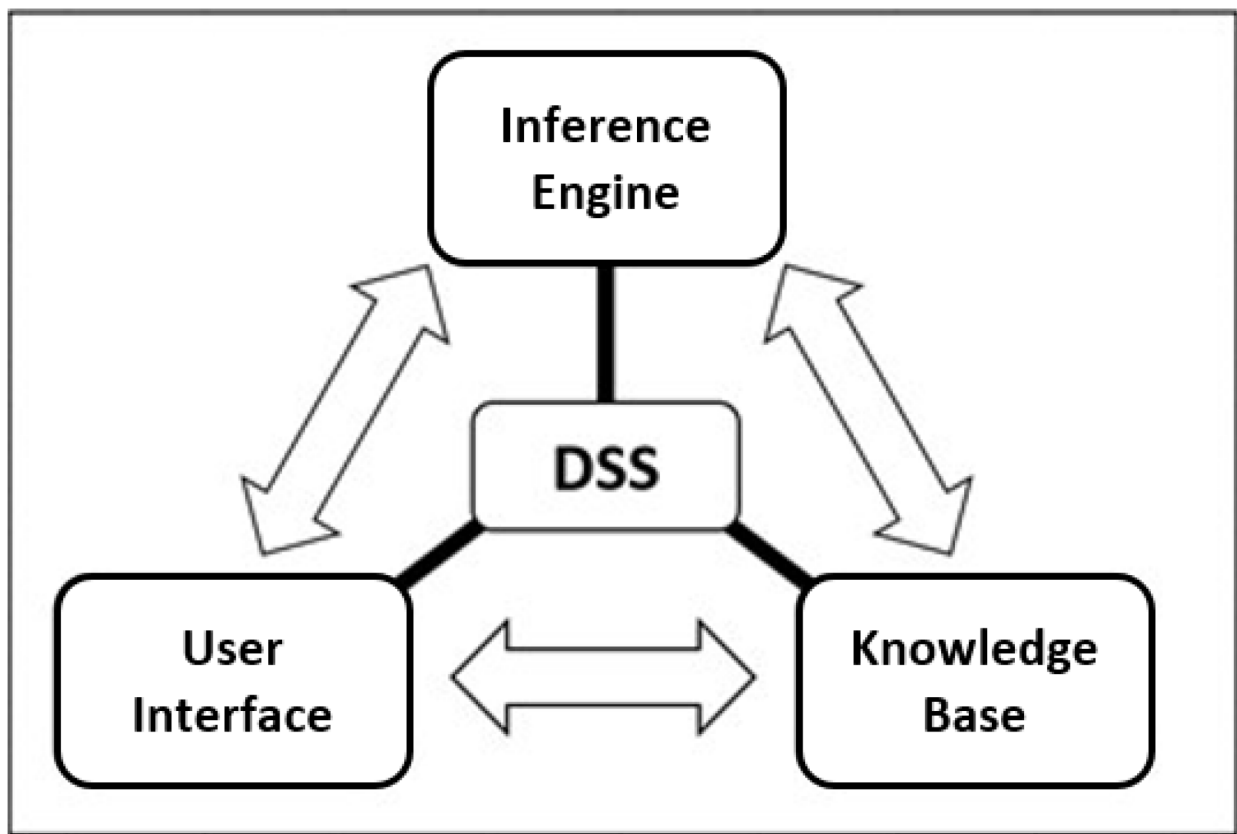 Inference
Engine
DSS
User
Interface
Knowledge
Base